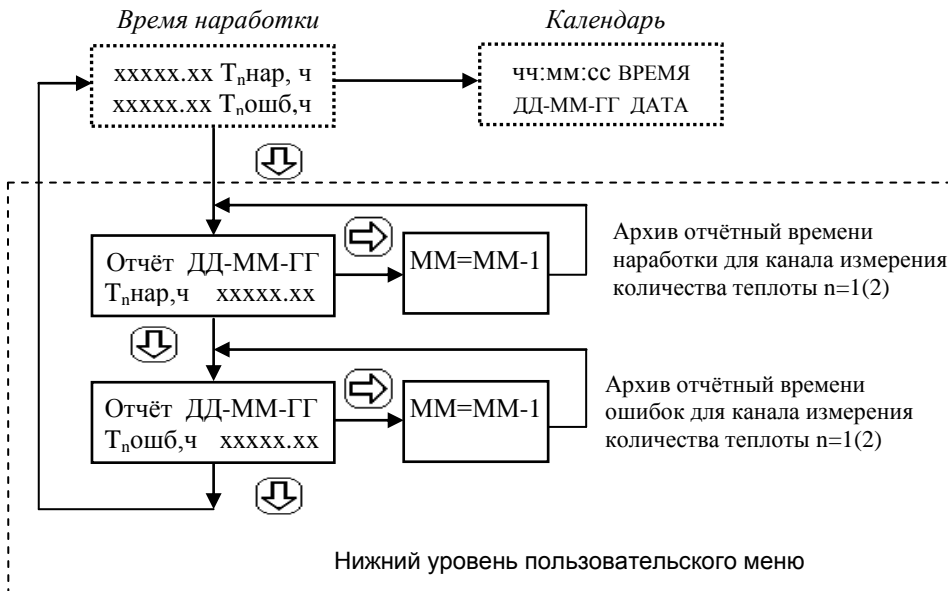 Время наработки
Календарь
xxxxx.xx Tnнар, ч
xxxxx.xx Tnошб,ч
чч:мм:сс ВРЕМЯ
ДД-ММ-ГГ ДАТА
Отчёт ДД-ММ-ГГ
Tnнар,ч xxxxx.xx
ММ=ММ-1
Архив отчётный времени
наработки для канала измерения
количества теплоты n=1(2)
Отчёт ДД-ММ-ГГ
Tnошб,ч xxxxx.xx
ММ=ММ-1
Архив отчётный времени
ошибок для канала измерения
количества теплоты n=1(2)
Нижний уровень пользовательского меню